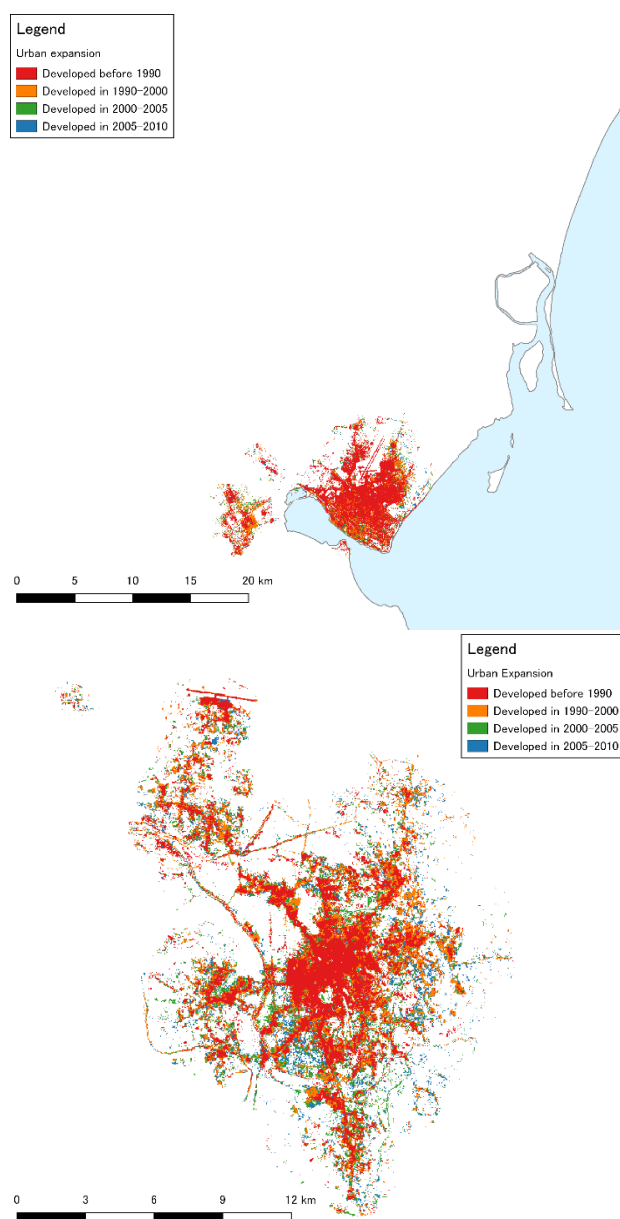 Legend
Urban expansion
Developed before 1990
Developed in 1990-2000
Developed in 2000-2005
Developed in 2005-2010
0 5 10 15 20 km
Legend
Urban Expansion
Developed before 1990
Developed in 1990-2000
Developed in 2000-2005
Developed in 2005-2010
0 3 6 9 12 km